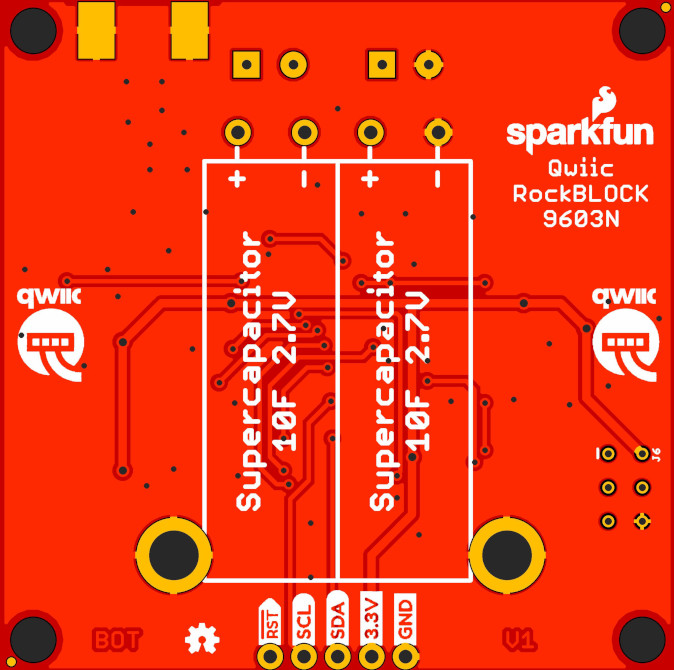 sparkfun
Qwiic
RockBLOCK
9603N
+ − + −
qwiic
qwiic
Supercapacitor
10F 2.7V
Supercapacitor
10F 2.7V
J6
BOT
RST
SCL
SDA
3.3V
GND
V1